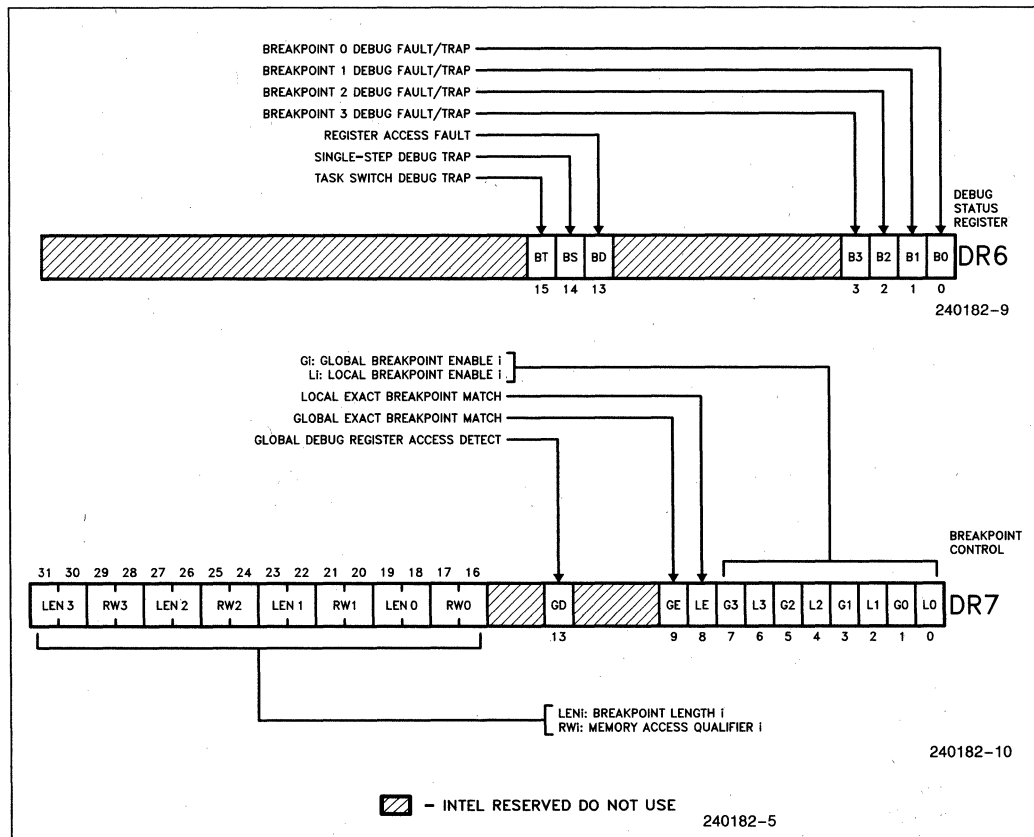 BREAKPOINT 0 DEBUG FAULT/TRAP
BREAKPOINT 1 DEBUG FAULT/TRAP
BREAKPOINT 2 DEBUG FAULT/TRAP
BREAKPOINT 3 DEBUG FAULT/TRAP
REGISTER ACCESS FAULT
SINGLE-STEP DEBUG TRAP
TASK SWITCH DEBUG TRAP
DEBUG
STATUS
REGISTER
BT BS BD B3 B2 B1 B0 DR6
15 14 13 3 2 1 0
240182-9
Gi: GLOBAL BREAKPOINT ENABLE i
Li: LOCAL BREAKPOINT ENABLE i
LOCAL EXACT BREAKPOINT MATCH
GLOBAL EXACT BREAKPOINT MATCH
GLOBAL DEBUG REGISTER ACCESS DETECT
BREAKPOINT
CONTROL
31 30 29 28 27 26 25 24 23 22 21 20 19 18 17 16
LEN 3 RW3 LEN 2 RW2 LEN 1 RW1 LEN 0 RW0 GD GE LE G3 L3 G2 L2 G1 L1 G0 L0 DR7
13 9 8 7 6 5 4 3 2 1 0
LENi: BREAKPOINT LENGTH i
RWi: MEMORY ACCESS QUALIFIER i
240182-10
- INTEL RESERVED DO NOT USE
240182-5